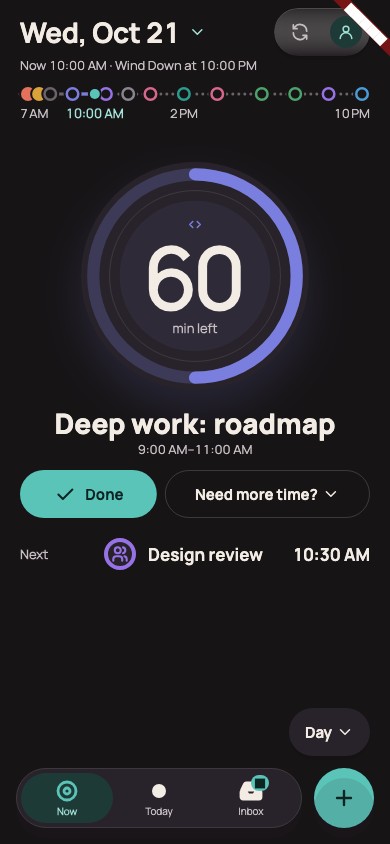 Wed, Oct 21
Now 10:00 AM · Wind Down at 10:00 PM
7 AM 10:00 AM 2 PM 10 PM
60
min left
Deep work: roadmap
9:00 AM–11:00 AM
Done Need more time?
Next Design review 10:30 AM
Day
Now Today Inbox